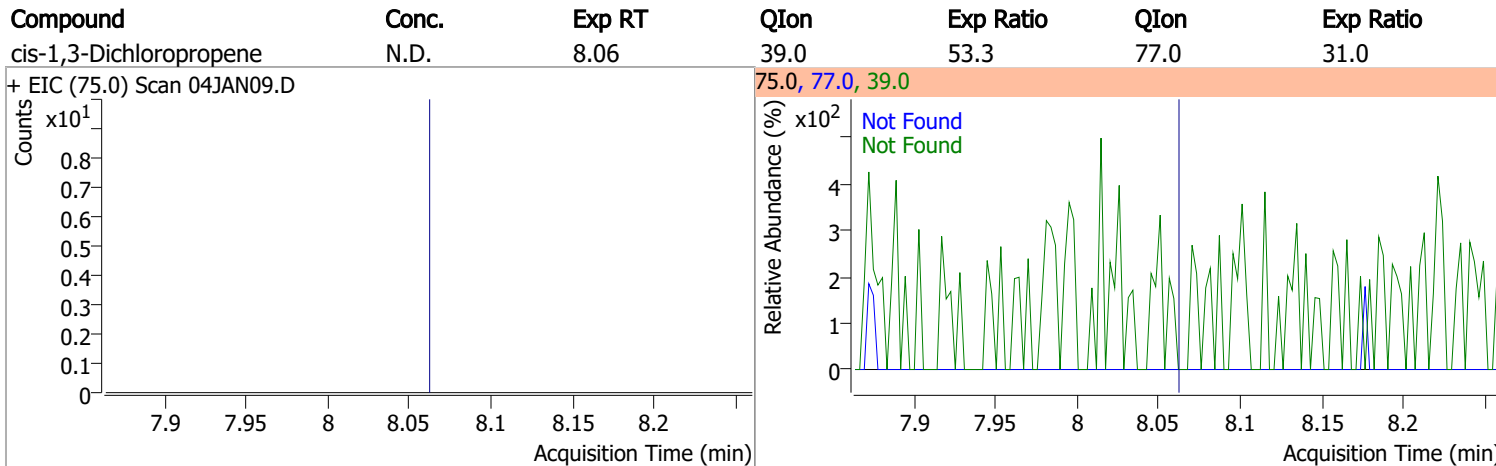 Compound Conc. Exp RT QIon Exp Ratio QIon Exp Ratio
cis-1,3-Dichloropropene N.D. 8.06 39.0 53.3 77.0 31.0
+ EIC (75.0) Scan 04JAN09.D
Counts
x10^1
0.8
0.7
0.6
0.5
0.4
0.3
0.2
0.1
0
7.9 7.95 8 8.05 8.1 8.15 8.2
Acquisition Time (min)
75.0, 77.0, 39.0
Relative Abundance (%)
x10^2
Not Found
Not Found
4
3
2
1
0
7.9 7.95 8 8.05 8.1 8.15 8.2
Acquisition Time (min)